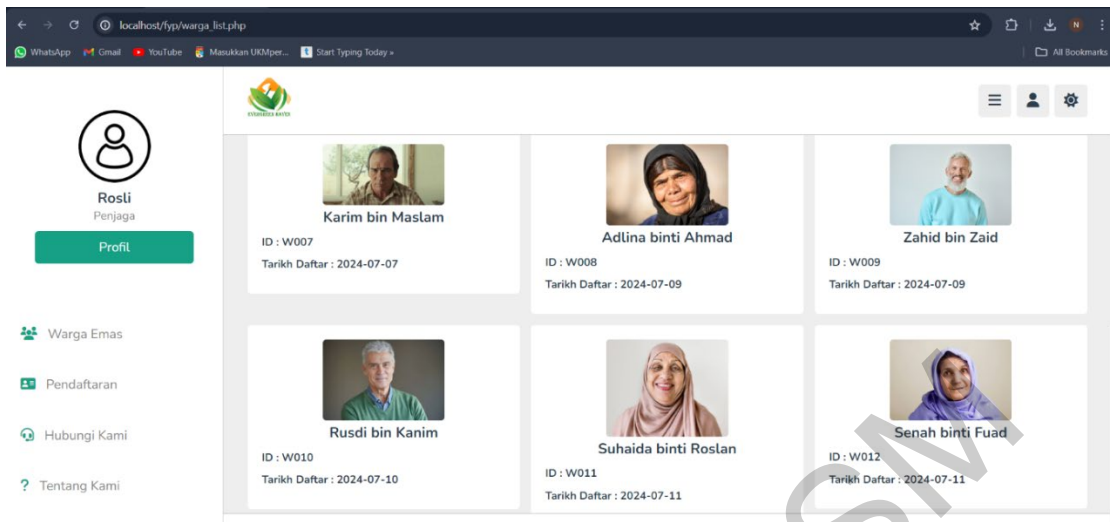 localhost/fyp/warga_list.php
N
WhatsApp
Gmail
YouTube
Masukkan UKMper...
Start Typing Today »
All Bookmarks
Rosli
Penjaga
Profil
Warga Emas
Pendaftaran
Hubungi Kami
? Tentang Kami
Karim bin Maslam
ID : W007
Tarikh Daftar : 2024-07-07
Adlina binti Ahmad
ID : W008
Tarikh Daftar : 2024-07-09
Zahid bin Zaid
ID : W009
Tarikh Daftar : 2024-07-09
Rusdi bin Kanim
ID : W010
Tarikh Daftar : 2024-07-10
Suhaida binti Roslan
ID : W011
Tarikh Daftar : 2024-07-11
Senah binti Fuad
ID : W012
Tarikh Daftar : 2024-07-11